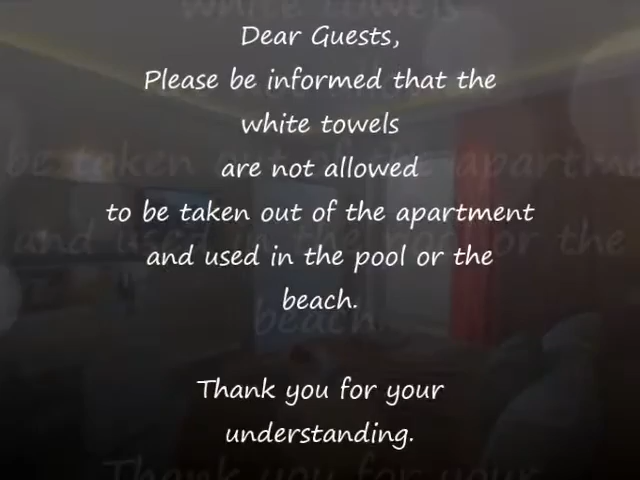 Dear Guests,
Please be informed that the
white towels
are not allowed
to be taken out of the apartment
and used in the pool or the
beach.
Thank you for your
understanding.